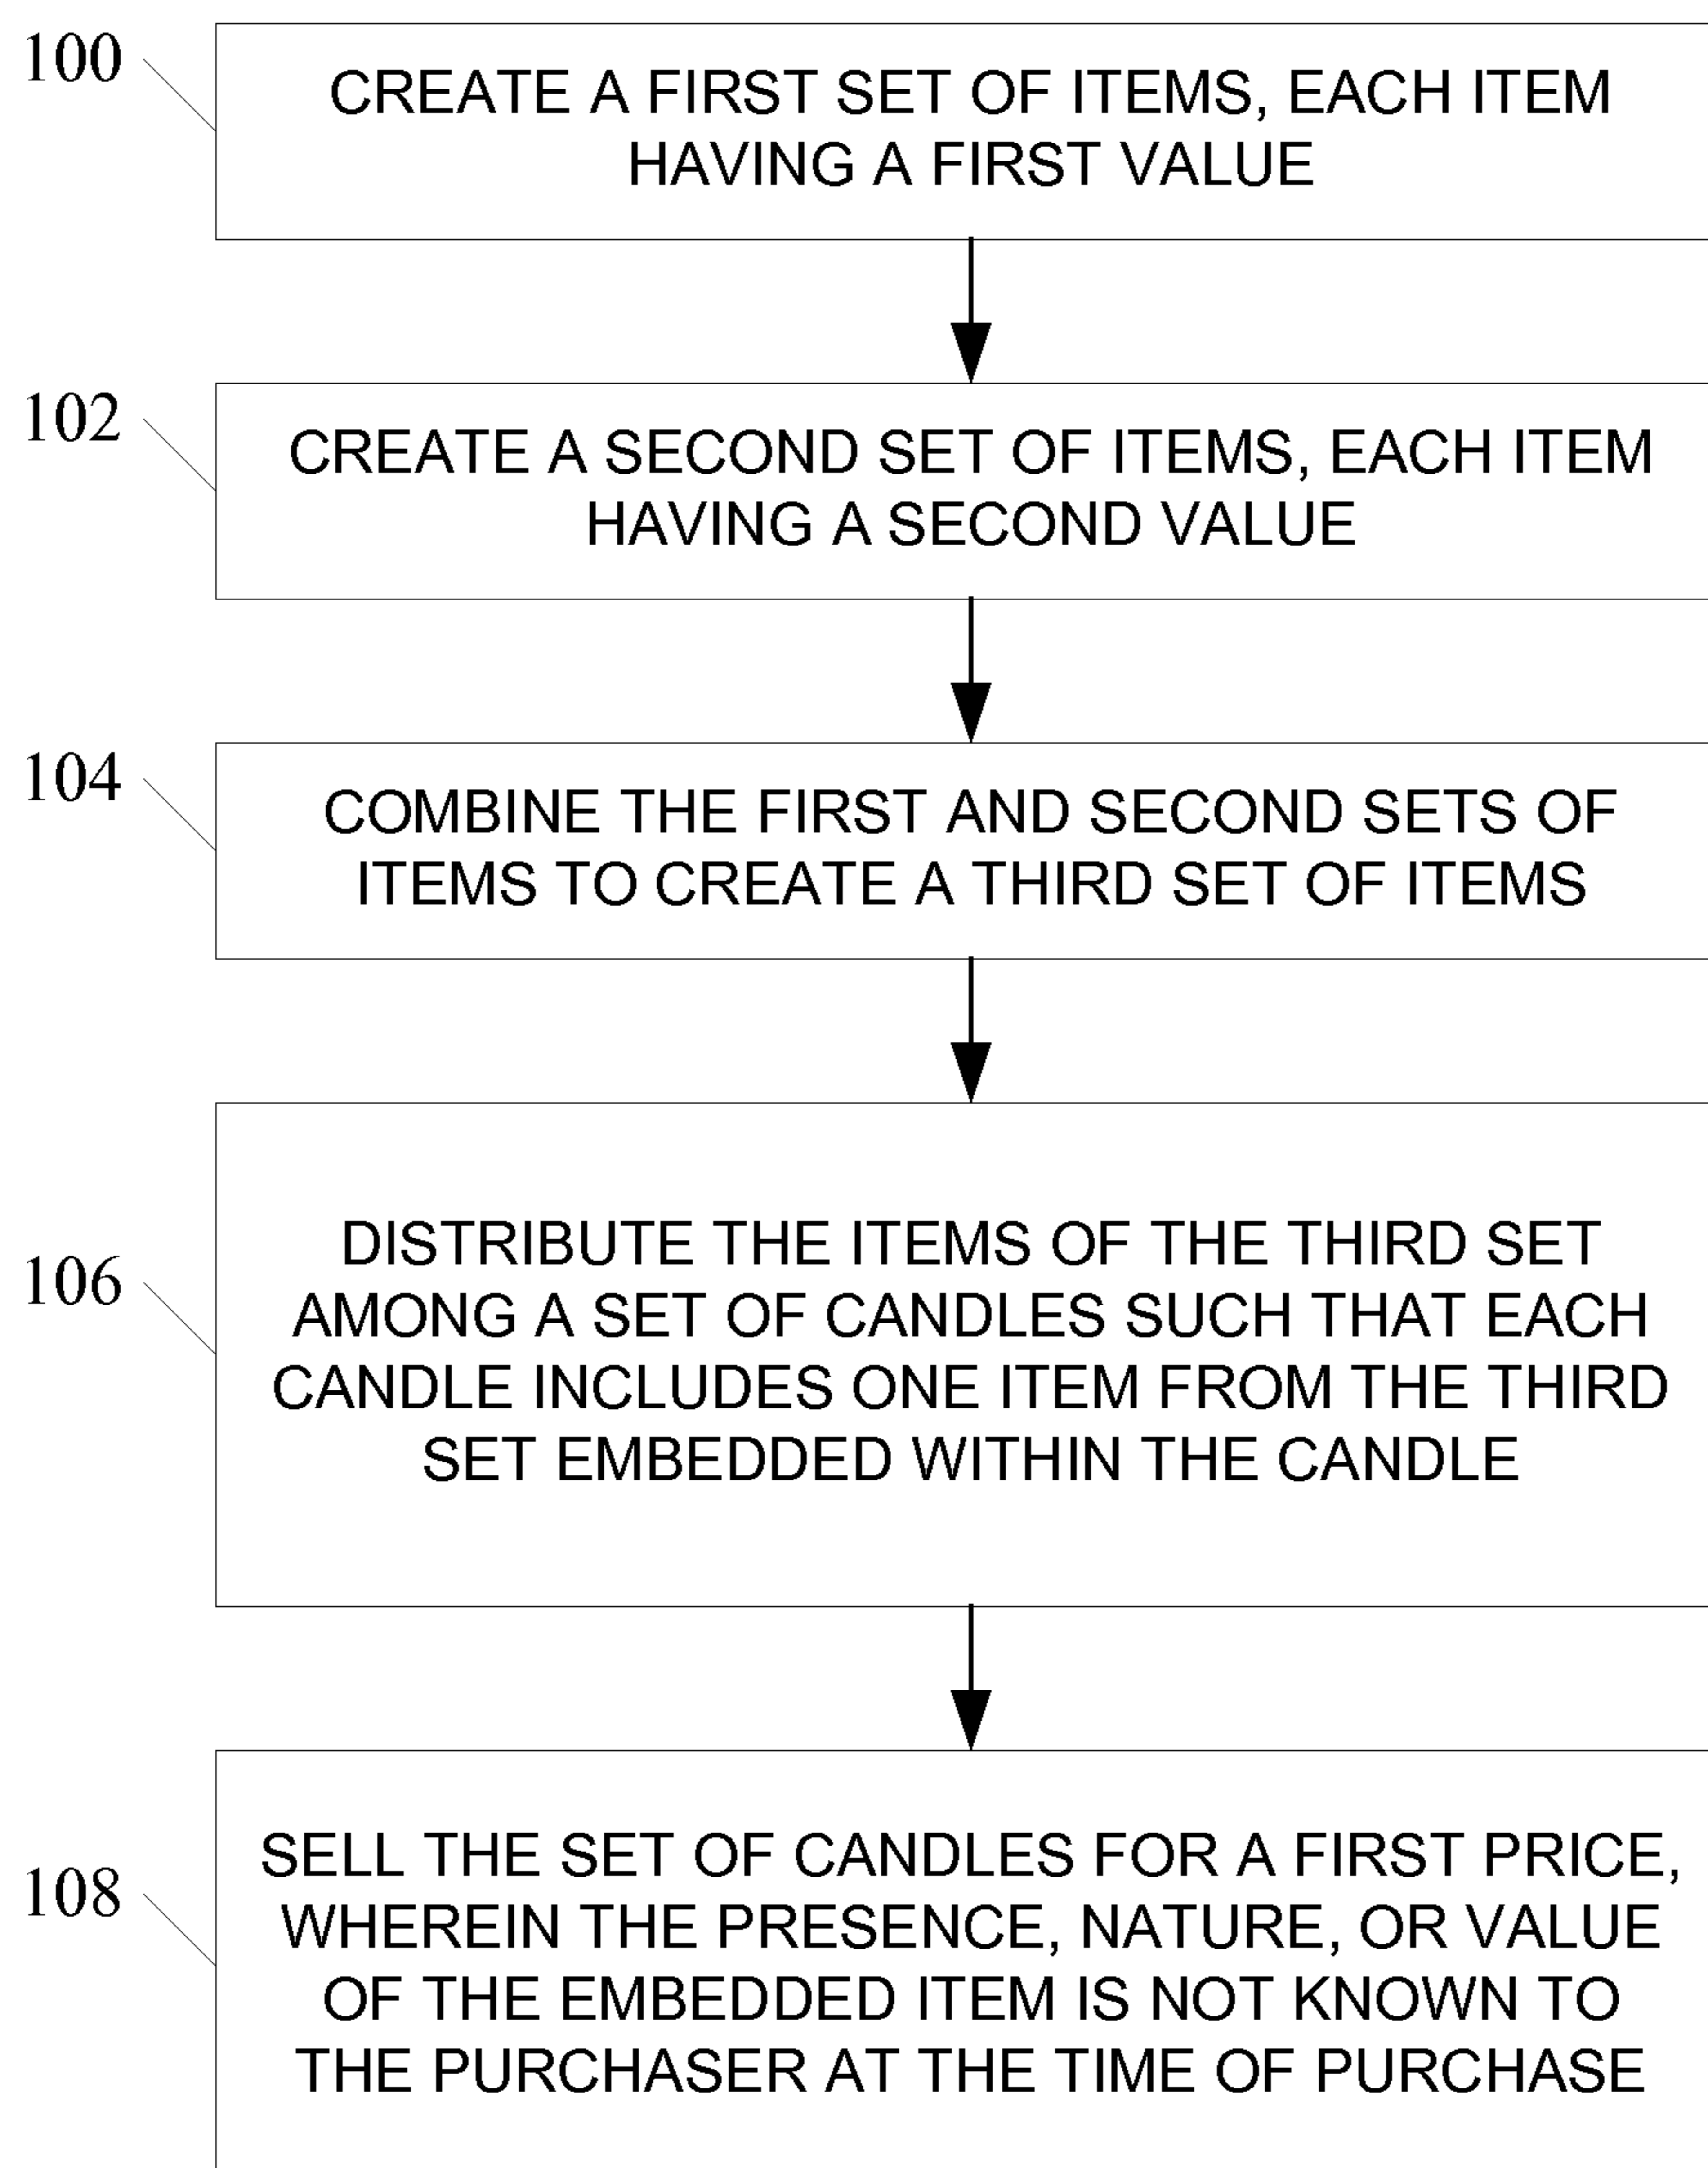 100
CREATE A FIRST SET OF ITEMS, EACH ITEM
HAVING A FIRST VALUE
102
CREATE A SECOND SET OF ITEMS, EACH ITEM
HAVING A SECOND VALUE
104
COMBINE THE FIRST AND SECOND SETS OF
ITEMS TO CREATE A THIRD SET OF ITEMS
106
DISTRIBUTE THE ITEMS OF THE THIRD SET
AMONG A SET OF CANDLES SUCH THAT EACH
CANDLE INCLUDES ONE ITEM FROM THE THIRD
SET EMBEDDED WITHIN THE CANDLE
108
SELL THE SET OF CANDLES FOR A FIRST PRICE,
WHEREIN THE PRESENCE, NATURE, OR VALUE
OF THE EMBEDDED ITEM IS NOT KNOWN TO
THE PURCHASER AT THE TIME OF PURCHASE